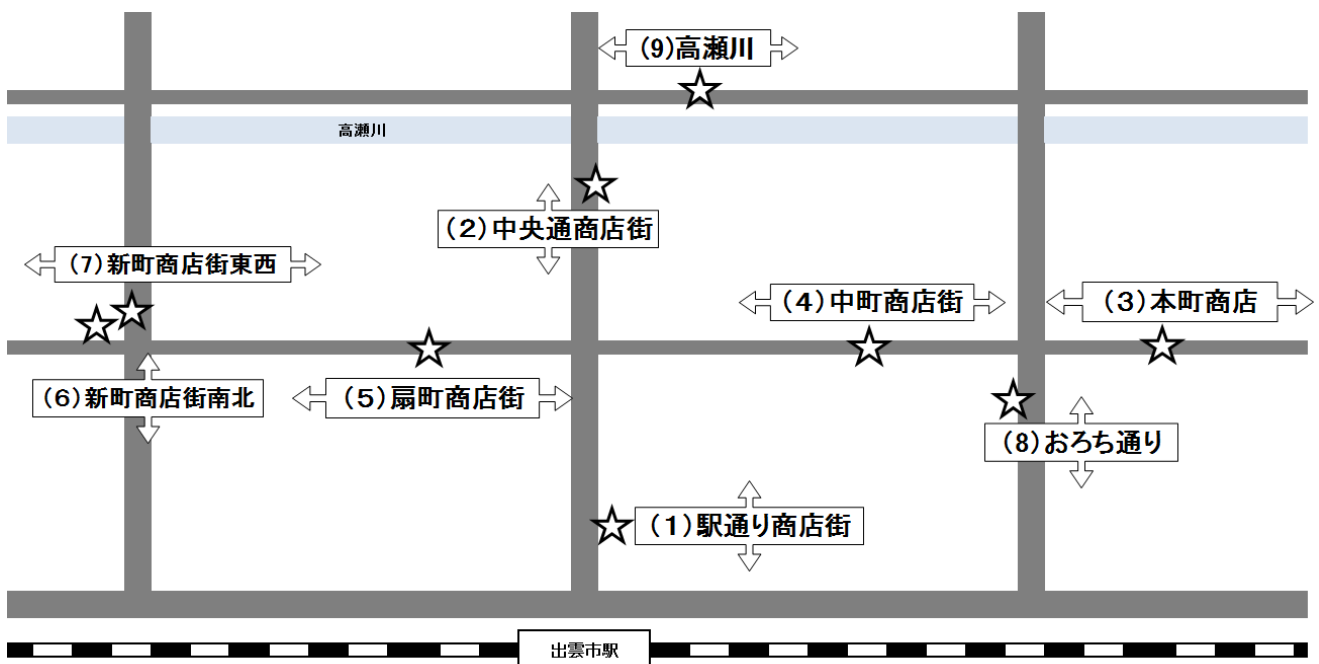 (9)高瀬川
高瀬川
(2)中央通商店街
(7)新町商店街東西
(4)中町商店街
(3)本町商店
(6)新町商店街南北
(5)扇町商店街
(8)おろち通り
(1)駅通り商店街
出雲市駅